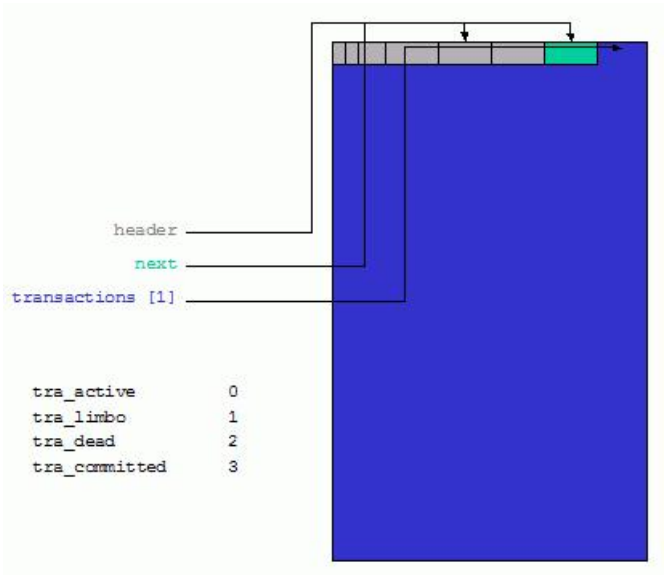 header
next
transactions [1]
tra_active 0
tra_limbo 1
tra_dead 2
tra_committed 3